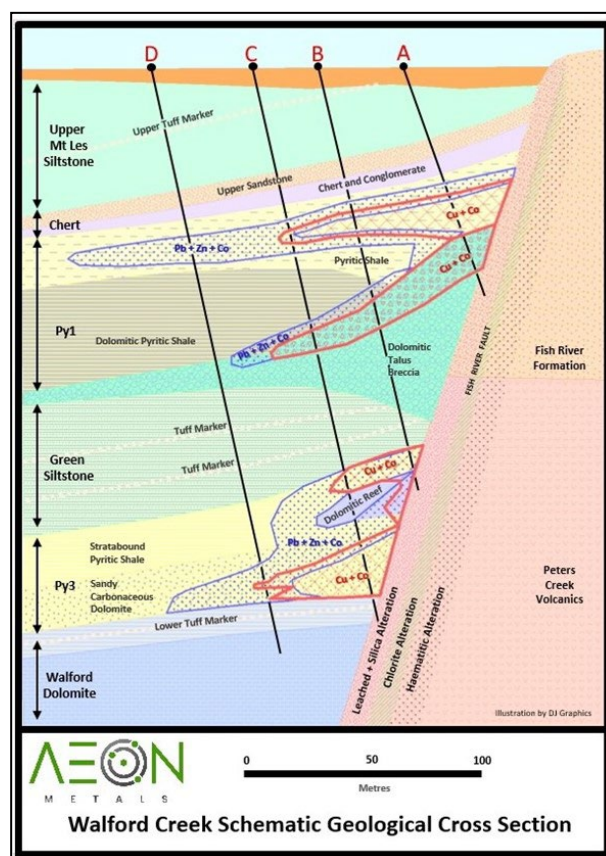 D
C
B
A
Upper
Mt Les
Siltstone
Upper Tuff Marker
Upper Sandstone
Chert and Conglomerate
Chert
Cu + Co
Pb + Zn + Co
Pyritic Shale
Cu + Co
Py1
Dolomitic Pyritic Shale
Pb + Zn + Co
Dolomitic
Talus
Breccia
FISH RIVER FAULT
Fish River
Formation
Tuff Marker
Green
Siltstone
Tuff Marker
Cu + Co
Dolomitic Reef
Pb + Zn + Co
Stratabound
Pyritic Shale
Py3
Sandy
Carbonaceous
Dolomite
Cu + Co
Peters
Creek
Volcanics
Lower Tuff Marker
Leached + Silica Alteration
Chlorite Alteration
Haematitic Alteration
Walford
Dolomite
Illustration by DJ Graphics
AEON
METALS
0 50 100
Metres
Walford Creek Schematic Geological Cross Section